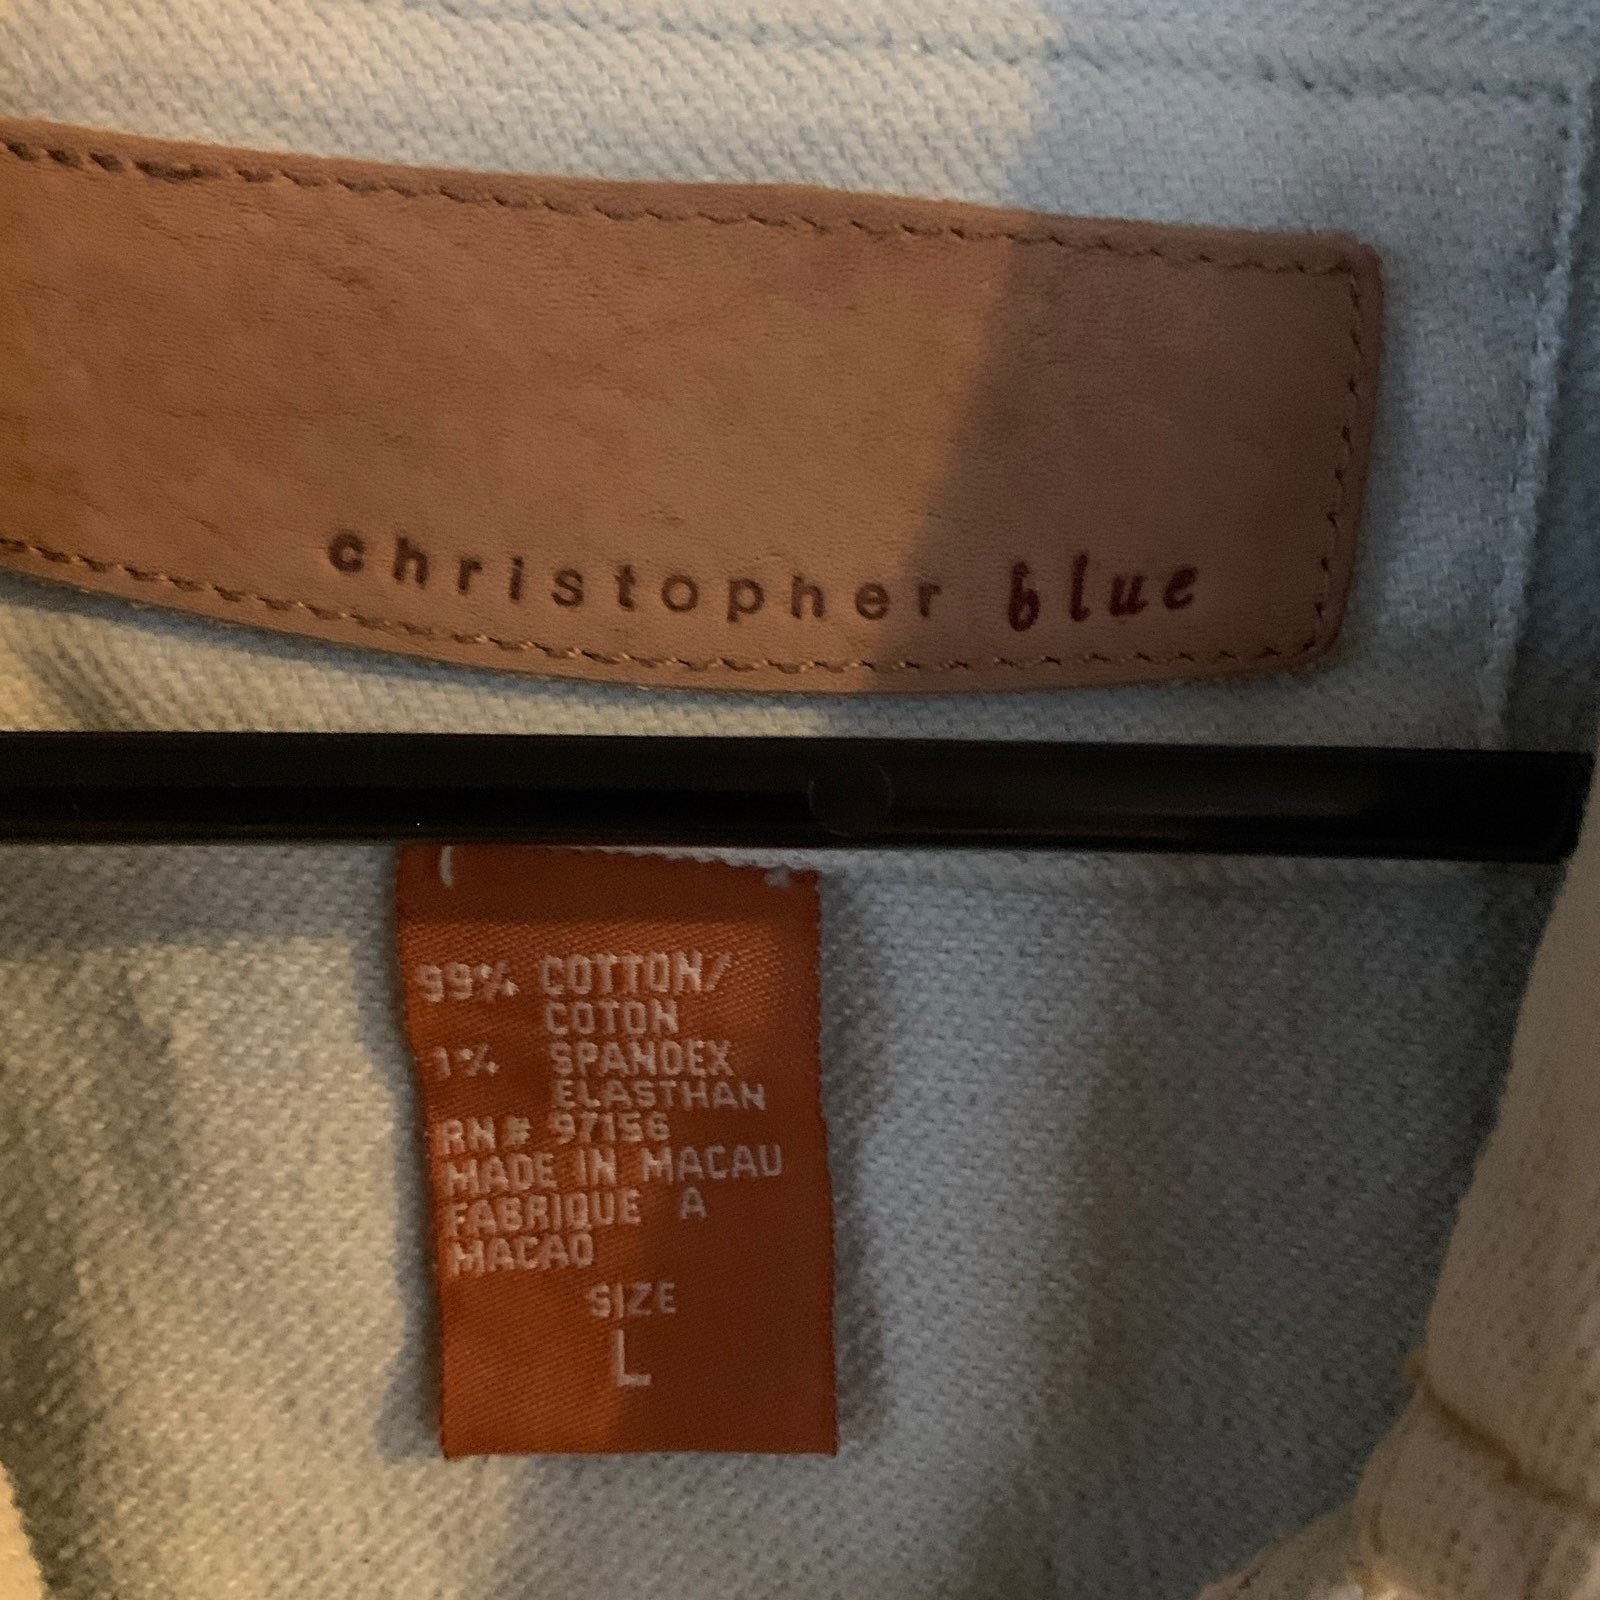 christopher blue
99% COTTON/
COTON
1% SPANDEX
ELASTHAN
RN# 97156
MADE IN MACAU
FABRIQUE A
MACAO
SIZE
L